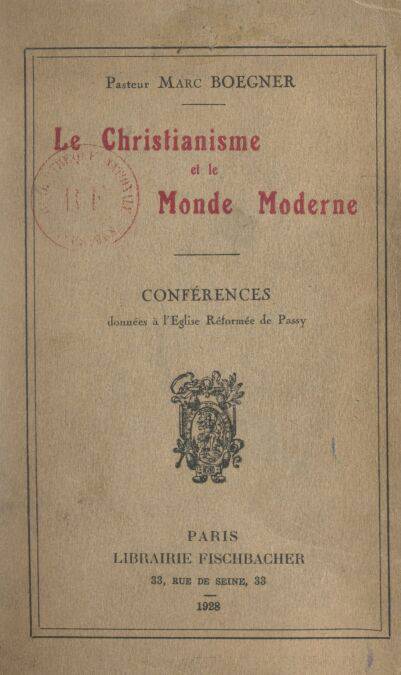 Pasteur MARC BOEGNER
Le Christianisme
et le
Monde Moderne
CONFÉRENCES
données à l'Eglise Réformée de Passy
PARIS
LIBRAIRIE FISCHBACHER
33, RUE DE SEINE, 33
1928